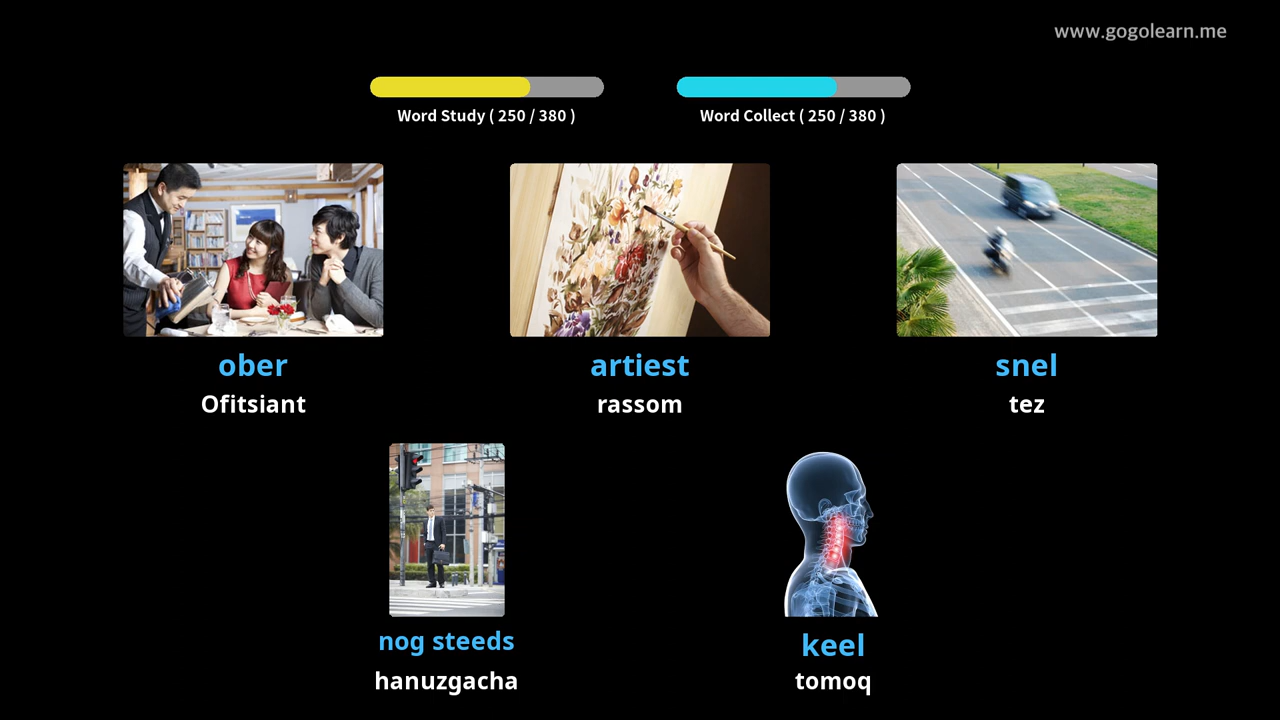 www.gogolearn.me
Word Study ( 250 / 380 )
Word Collect ( 250 / 380 )
ober
Ofitsiant
artiest
rassom
snel
tez
nog steeds
hanuzgacha
keel
tomoq